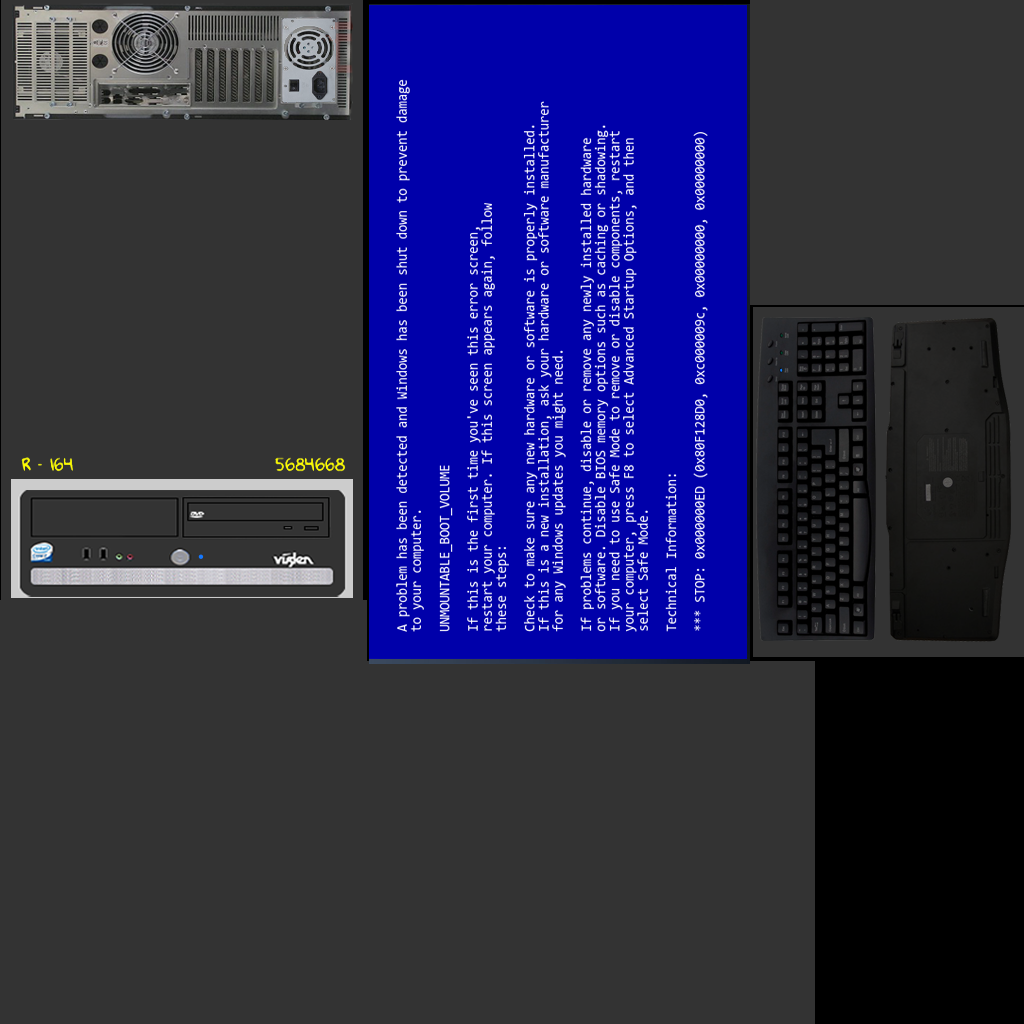 R - 164
5684668
DVD
viglen
A problem has been detected and Windows has been shut down to prevent damage
to your computer.
UNMOUNTABLE_BOOT_VOLUME
If this is the first time you've seen this error screen,
restart your computer. If this screen appears again, follow
these steps:
Check to make sure any new hardware or software is properly installed.
If this is a new installation, ask your hardware or software manufacturer
for any Windows updates you might need.
If problems continue, disable or remove any newly installed hardware
or software. Disable BIOS memory options such as caching or shadowing.
If you need to use Safe Mode to remove or disable components, restart
your computer, press F8 to select Advanced Startup Options, and then
select Safe Mode.
Technical Information:
*** STOP: 0x000000ED (0x80F128D0, 0xc000009c, 0x00000000, 0x00000000)